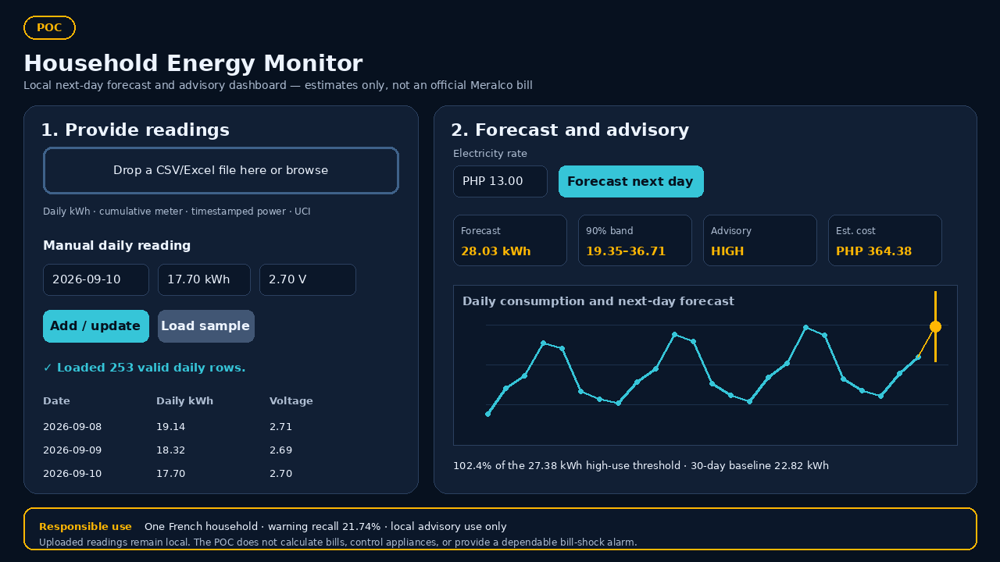 POC
Household Energy Monitor
Local next-day forecast and advisory dashboard — estimates only, not an official Meralco bill
1. Provide readings
Drop a CSV/Excel file here or browse
Daily kWh · cumulative meter · timestamped power · UCI
Manual daily reading
2026-09-10 17.70 kWh 2.70 V
Add / update Load sample
✓ Loaded 253 valid daily rows.
Date Daily kWh Voltage
2026-09-08 19.14 2.71
2026-09-09 18.32 2.69
2026-09-10 17.70 2.70
2. Forecast and advisory
Electricity rate
PHP 13.00 Forecast next day
Forecast 90% band Advisory Est. cost
28.03 kWh 19.35–36.71 HIGH PHP 364.38
Daily consumption and next-day forecast
102.4% of the 27.38 kWh high-use threshold · 30-day baseline 22.82 kWh
Responsible use One French household · warning recall 21.74% · local advisory use only
Uploaded readings remain local. The POC does not calculate bills, control appliances, or provide a dependable bill-shock alarm.